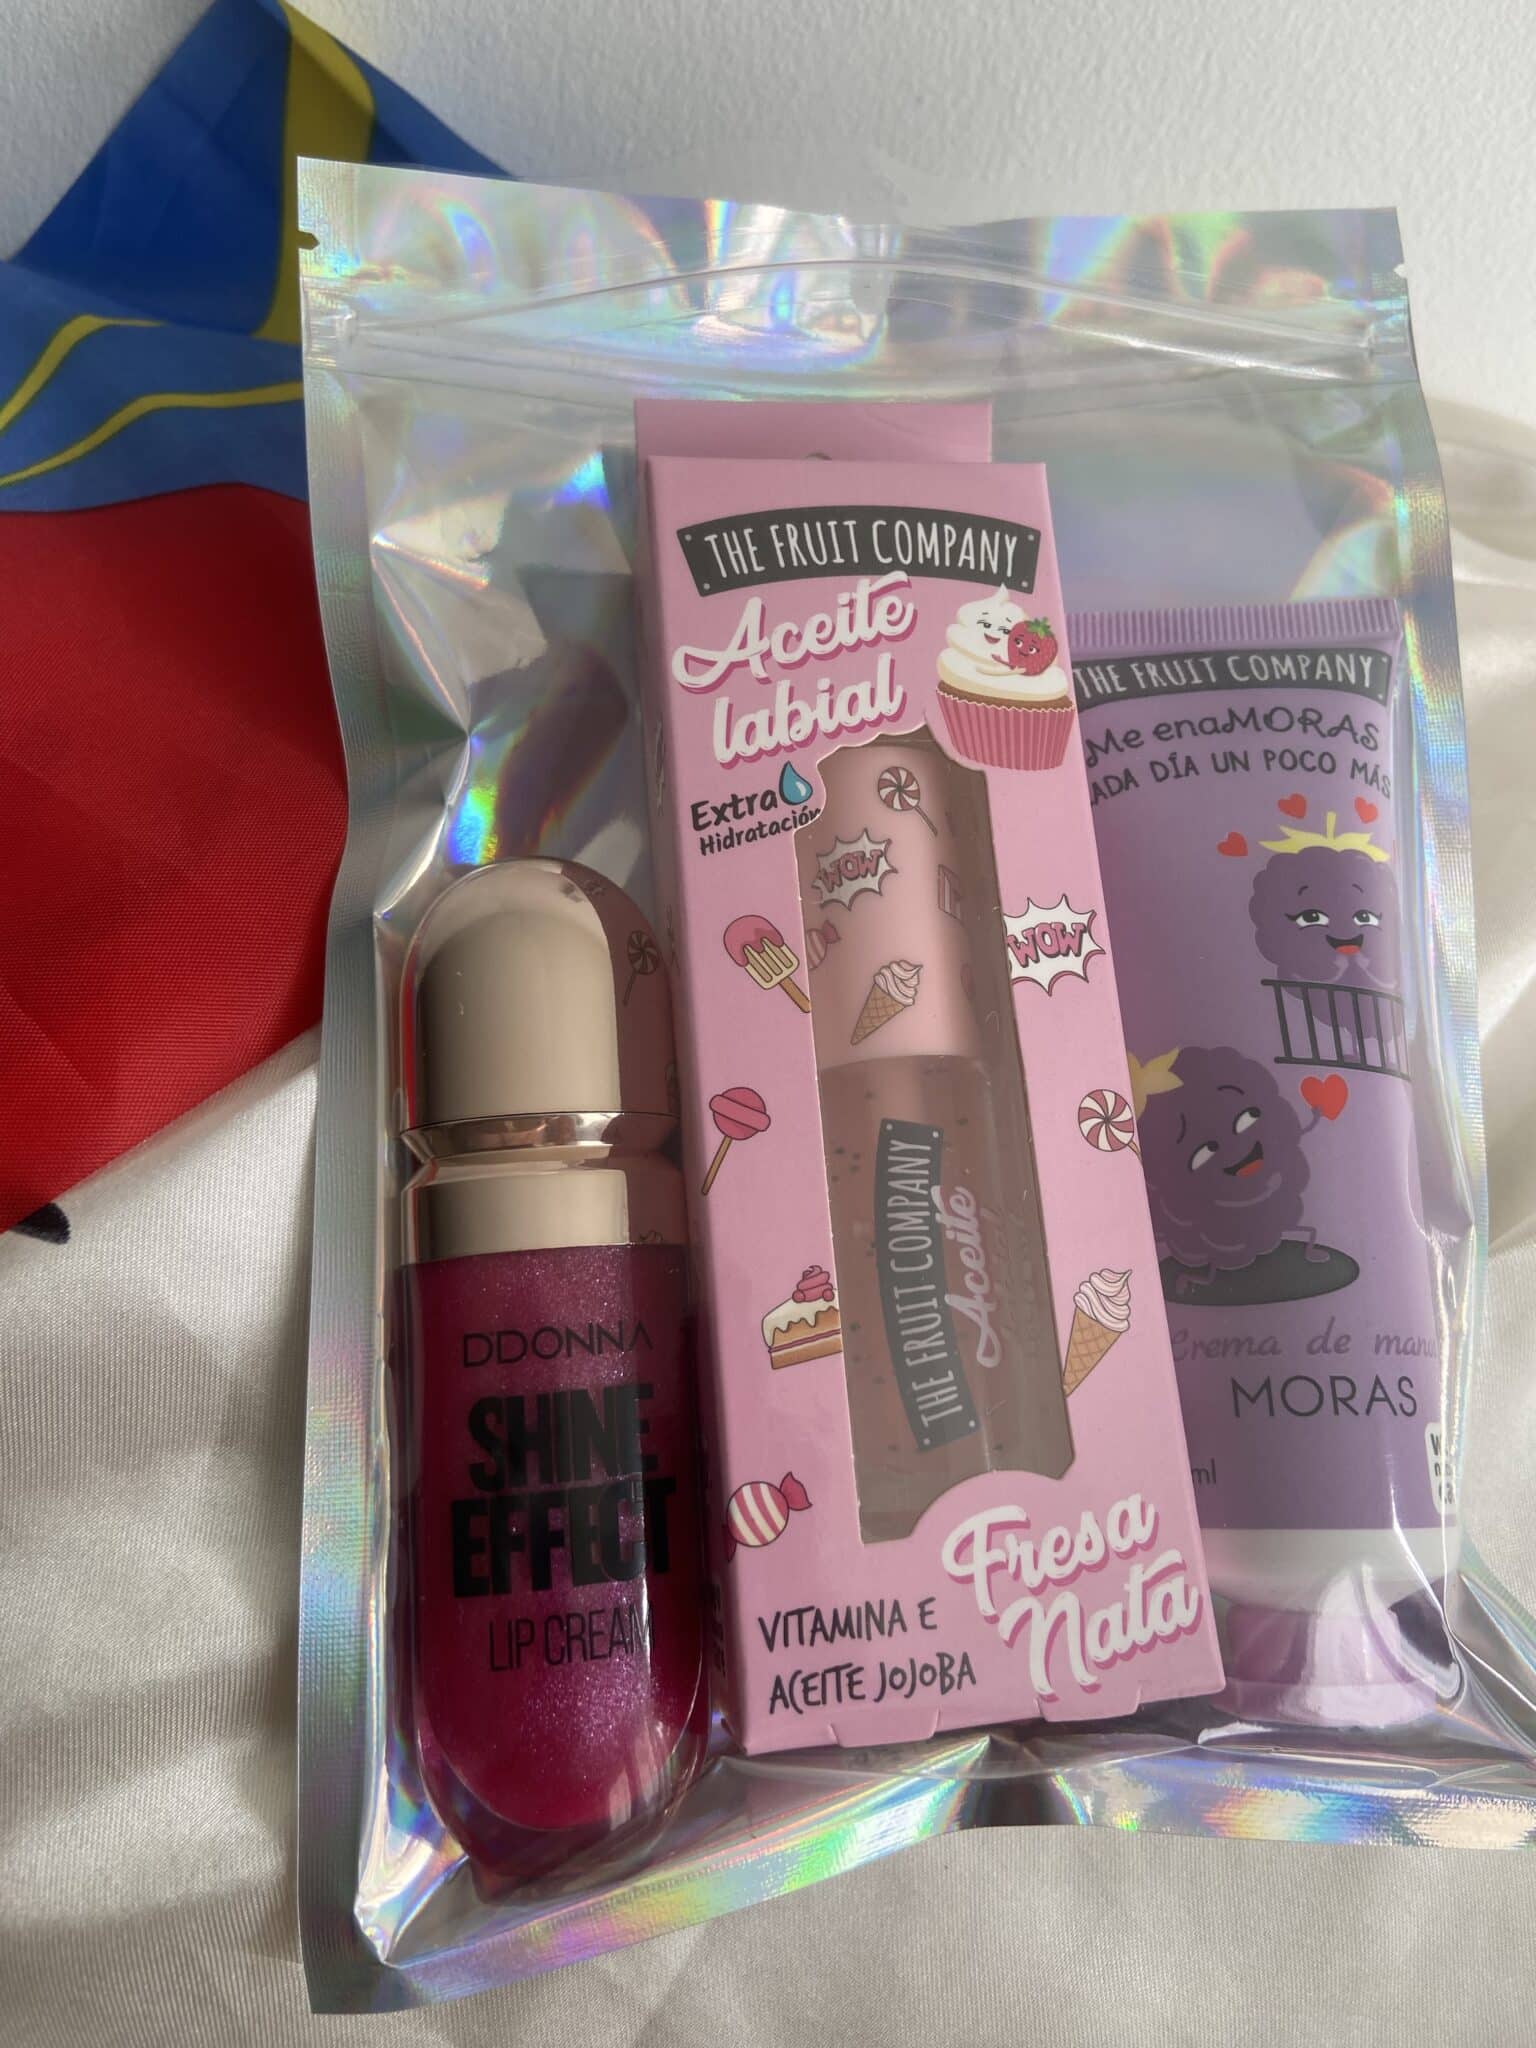 THE FRUIT COMPANY
Aceite
labial
Extra
Hidratación
WOW
WOW
THE FRUIT COMPANY
Aceite
Fresa
Nata
VITAMINA E
ACEITE JOJOBA
DDONNA
SHINE
EFFECT
LIP CREAM
THE FRUIT COMPANY
Me enaMORAS
CADA DÍA UN POCO MÁS
Crema de manos
MORAS
ml